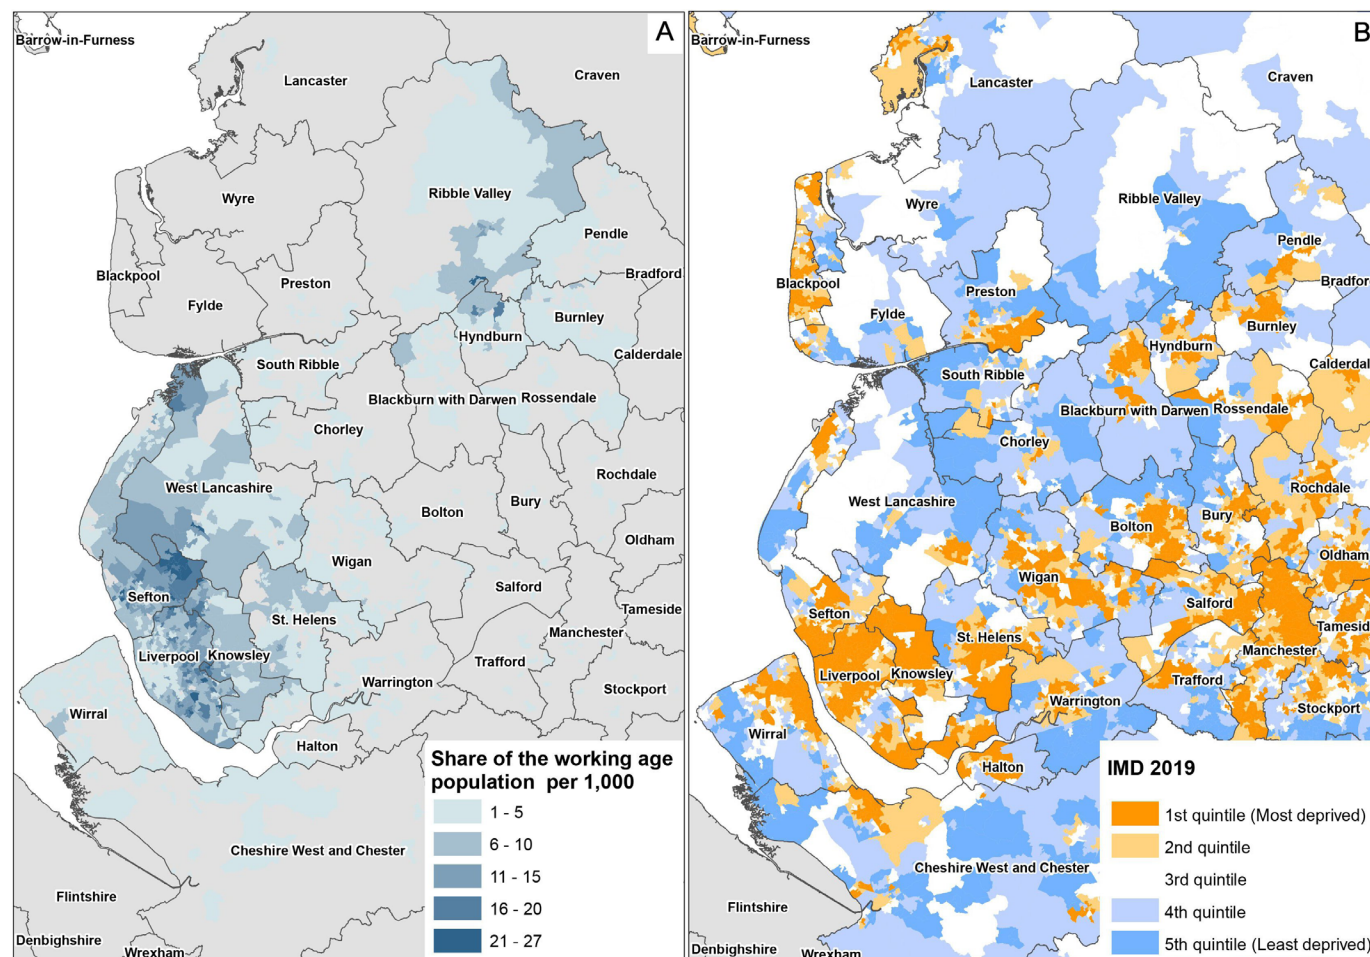 A
Barrow-in-Furness
Lancaster
Craven
Wyre
Ribble Valley
Pendle
Blackpool
Preston
Bradford
Fylde
Burnley
Hyndburn
Calderdale
South Ribble
Blackburn with Darwen
Rossendale
Chorley
Rochdale
West Lancashire
Bury
Bolton
Oldham
Wigan
Salford
Sefton
Tameside
St. Helens
Manchester
Liverpool
Knowsley
Trafford
Warrington
Stockport
Wirral
Halton
Cheshire West and Chester
Flintshire
Denbighshire
Wrexham
Share of the working age
population per 1,000
1 - 5
6 - 10
11 - 15
16 - 20
21 - 27
B
Barrow-in-Furness
Lancaster
Craven
Wyre
Ribble Valley
Pendle
Blackpool
Preston
Bradford
Fylde
Burnley
Hyndburn
Calderdale
South Ribble
Blackburn with Darwen
Rossendale
Chorley
Rochdale
West Lancashire
Bury
Bolton
Oldham
Wigan
Salford
Sefton
Tameside
St. Helens
Manchester
Liverpool
Knowsley
Trafford
Warrington
Stockport
Wirral
Halton
Cheshire West and Chester
Flintshire
Denbighshire
Wrexham
IMD 2019
1st quintile (Most deprived)
2nd quintile
3rd quintile
4th quintile
5th quintile (Least deprived)